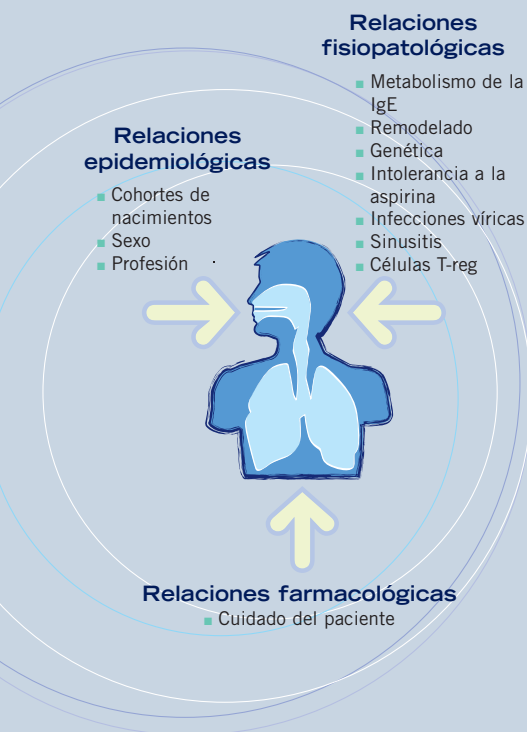 Relaciones
fisiopatológicas
Metabolismo de la
IgE
Remodelado
Genética
Intolerancia a la
aspirina
Infecciones víricas
Sinusitis
Células T-reg
Relaciones
epidemiológicas
Cohortes de
nacimientos
Sexo
Profesión
Relaciones farmacológicas
Cuidado del paciente